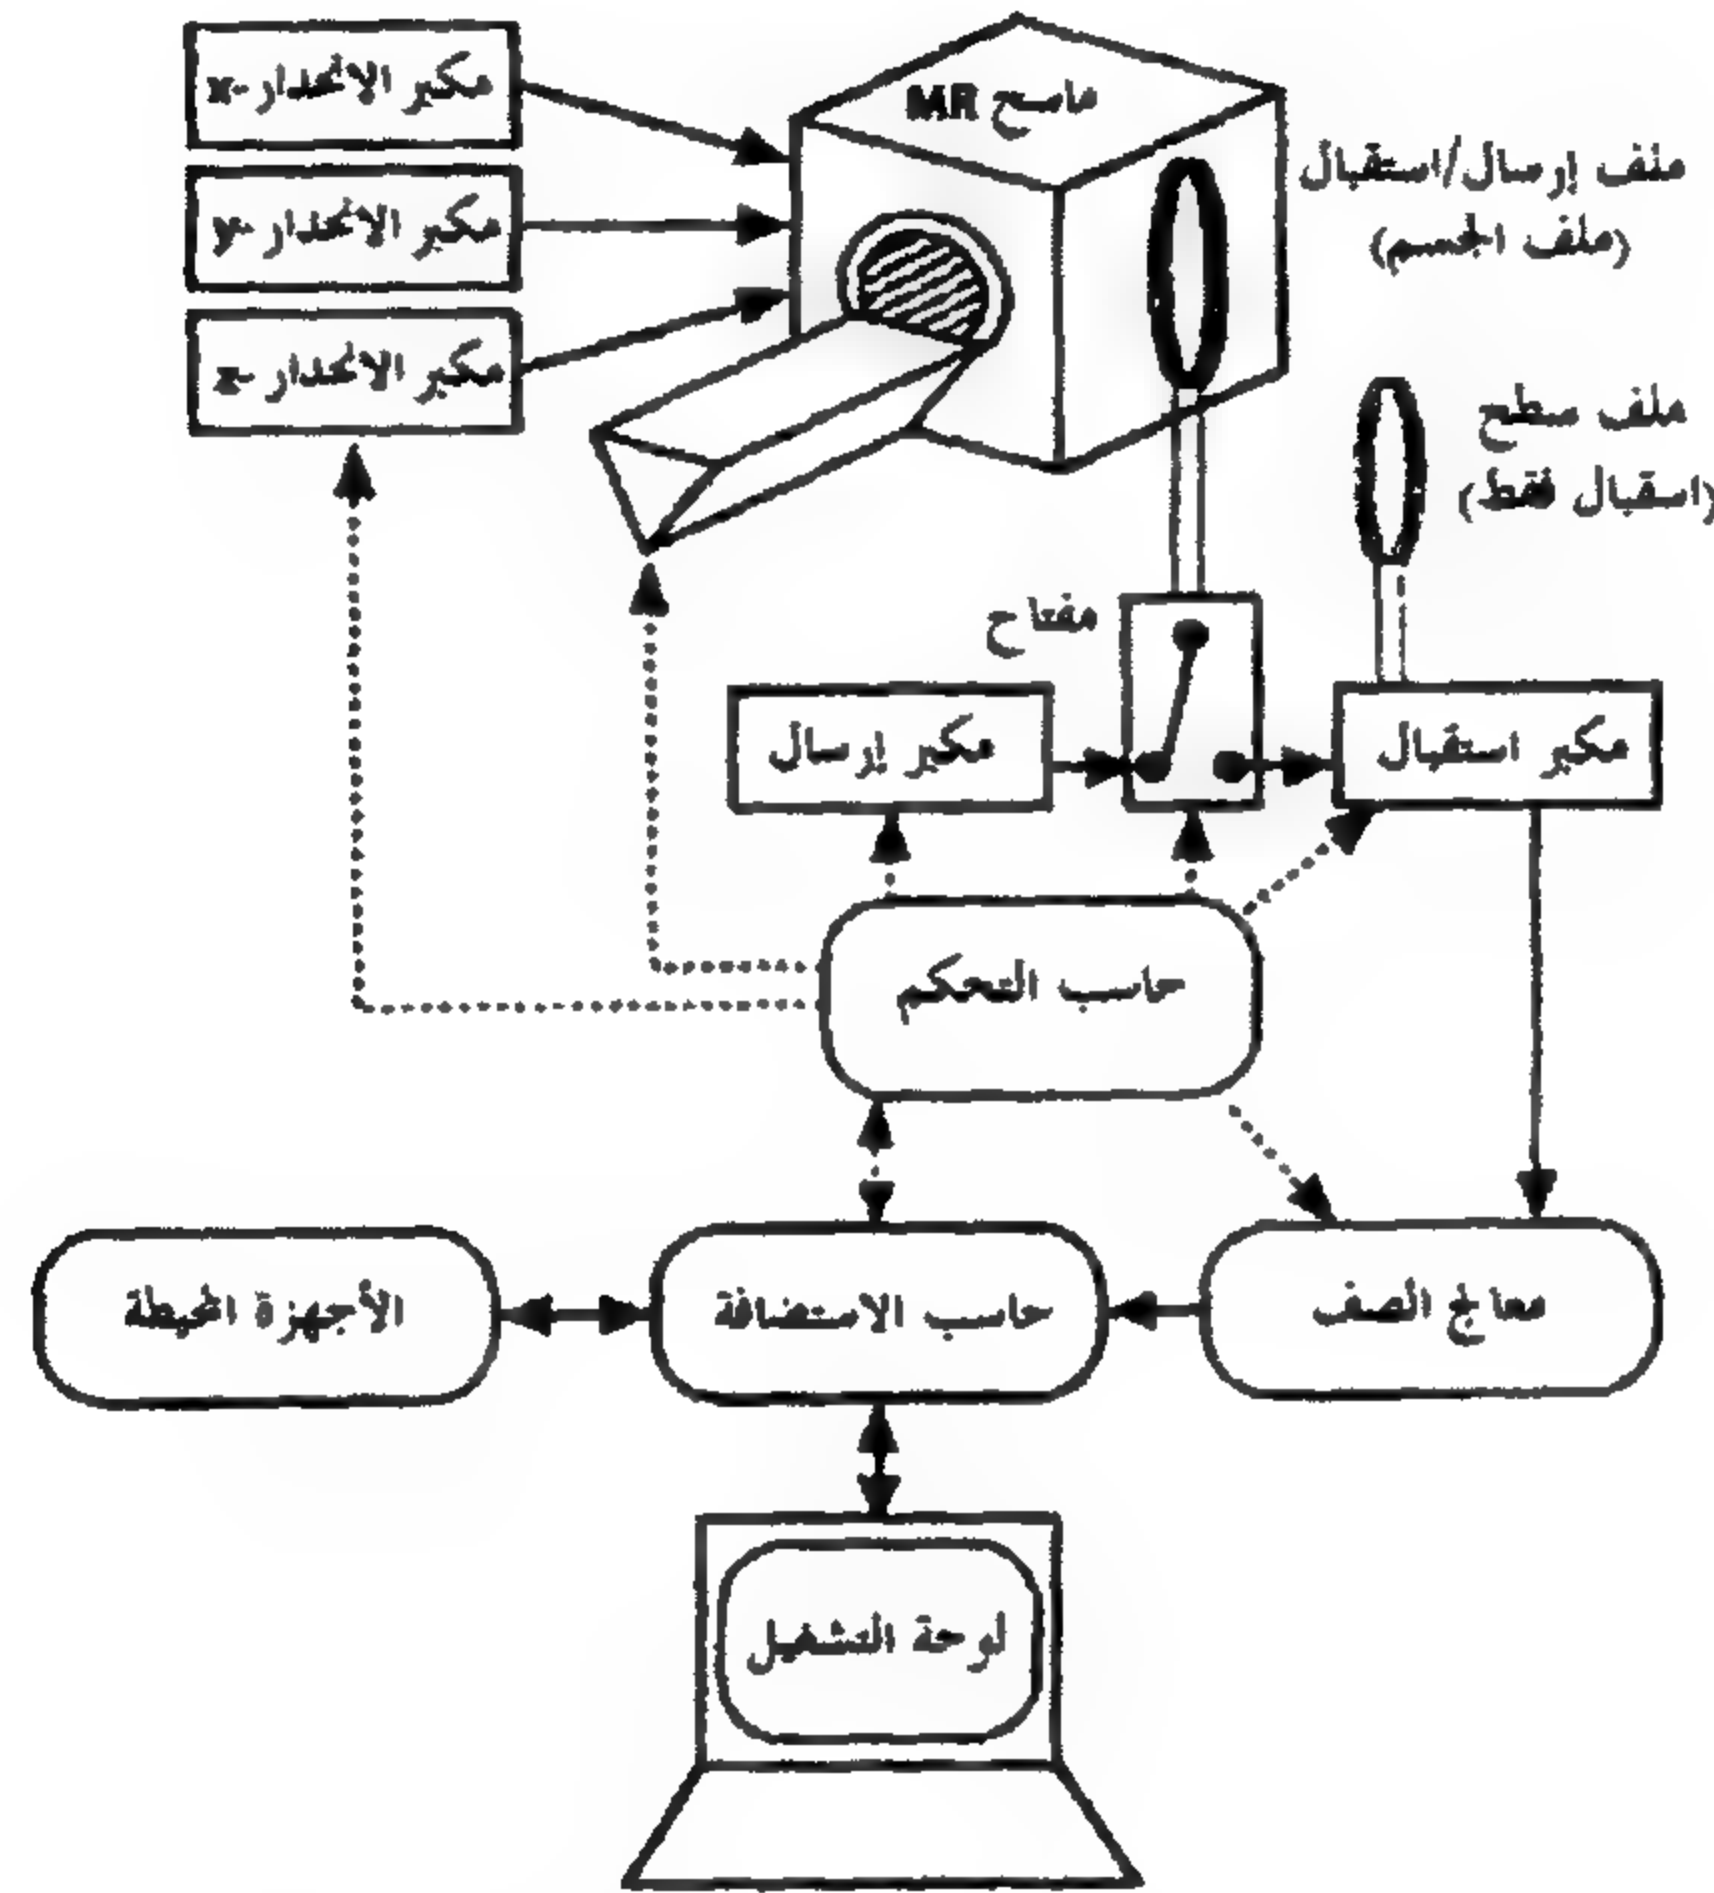 مكبر الانحدار-x
مكبر الانحدار-y
مكبر الانحدار-z
ماسح MR
ملف إرسال/استقبال
(ملف الجسم)
ملف سطح
(اسقبال فقط)
مفتاح
مكبر إرسال
مكبر استقبال
حاسب التحكم
الأجهزة المحيطة
حاسب الاستضافة
معالج الصف
لوحة التشغيل